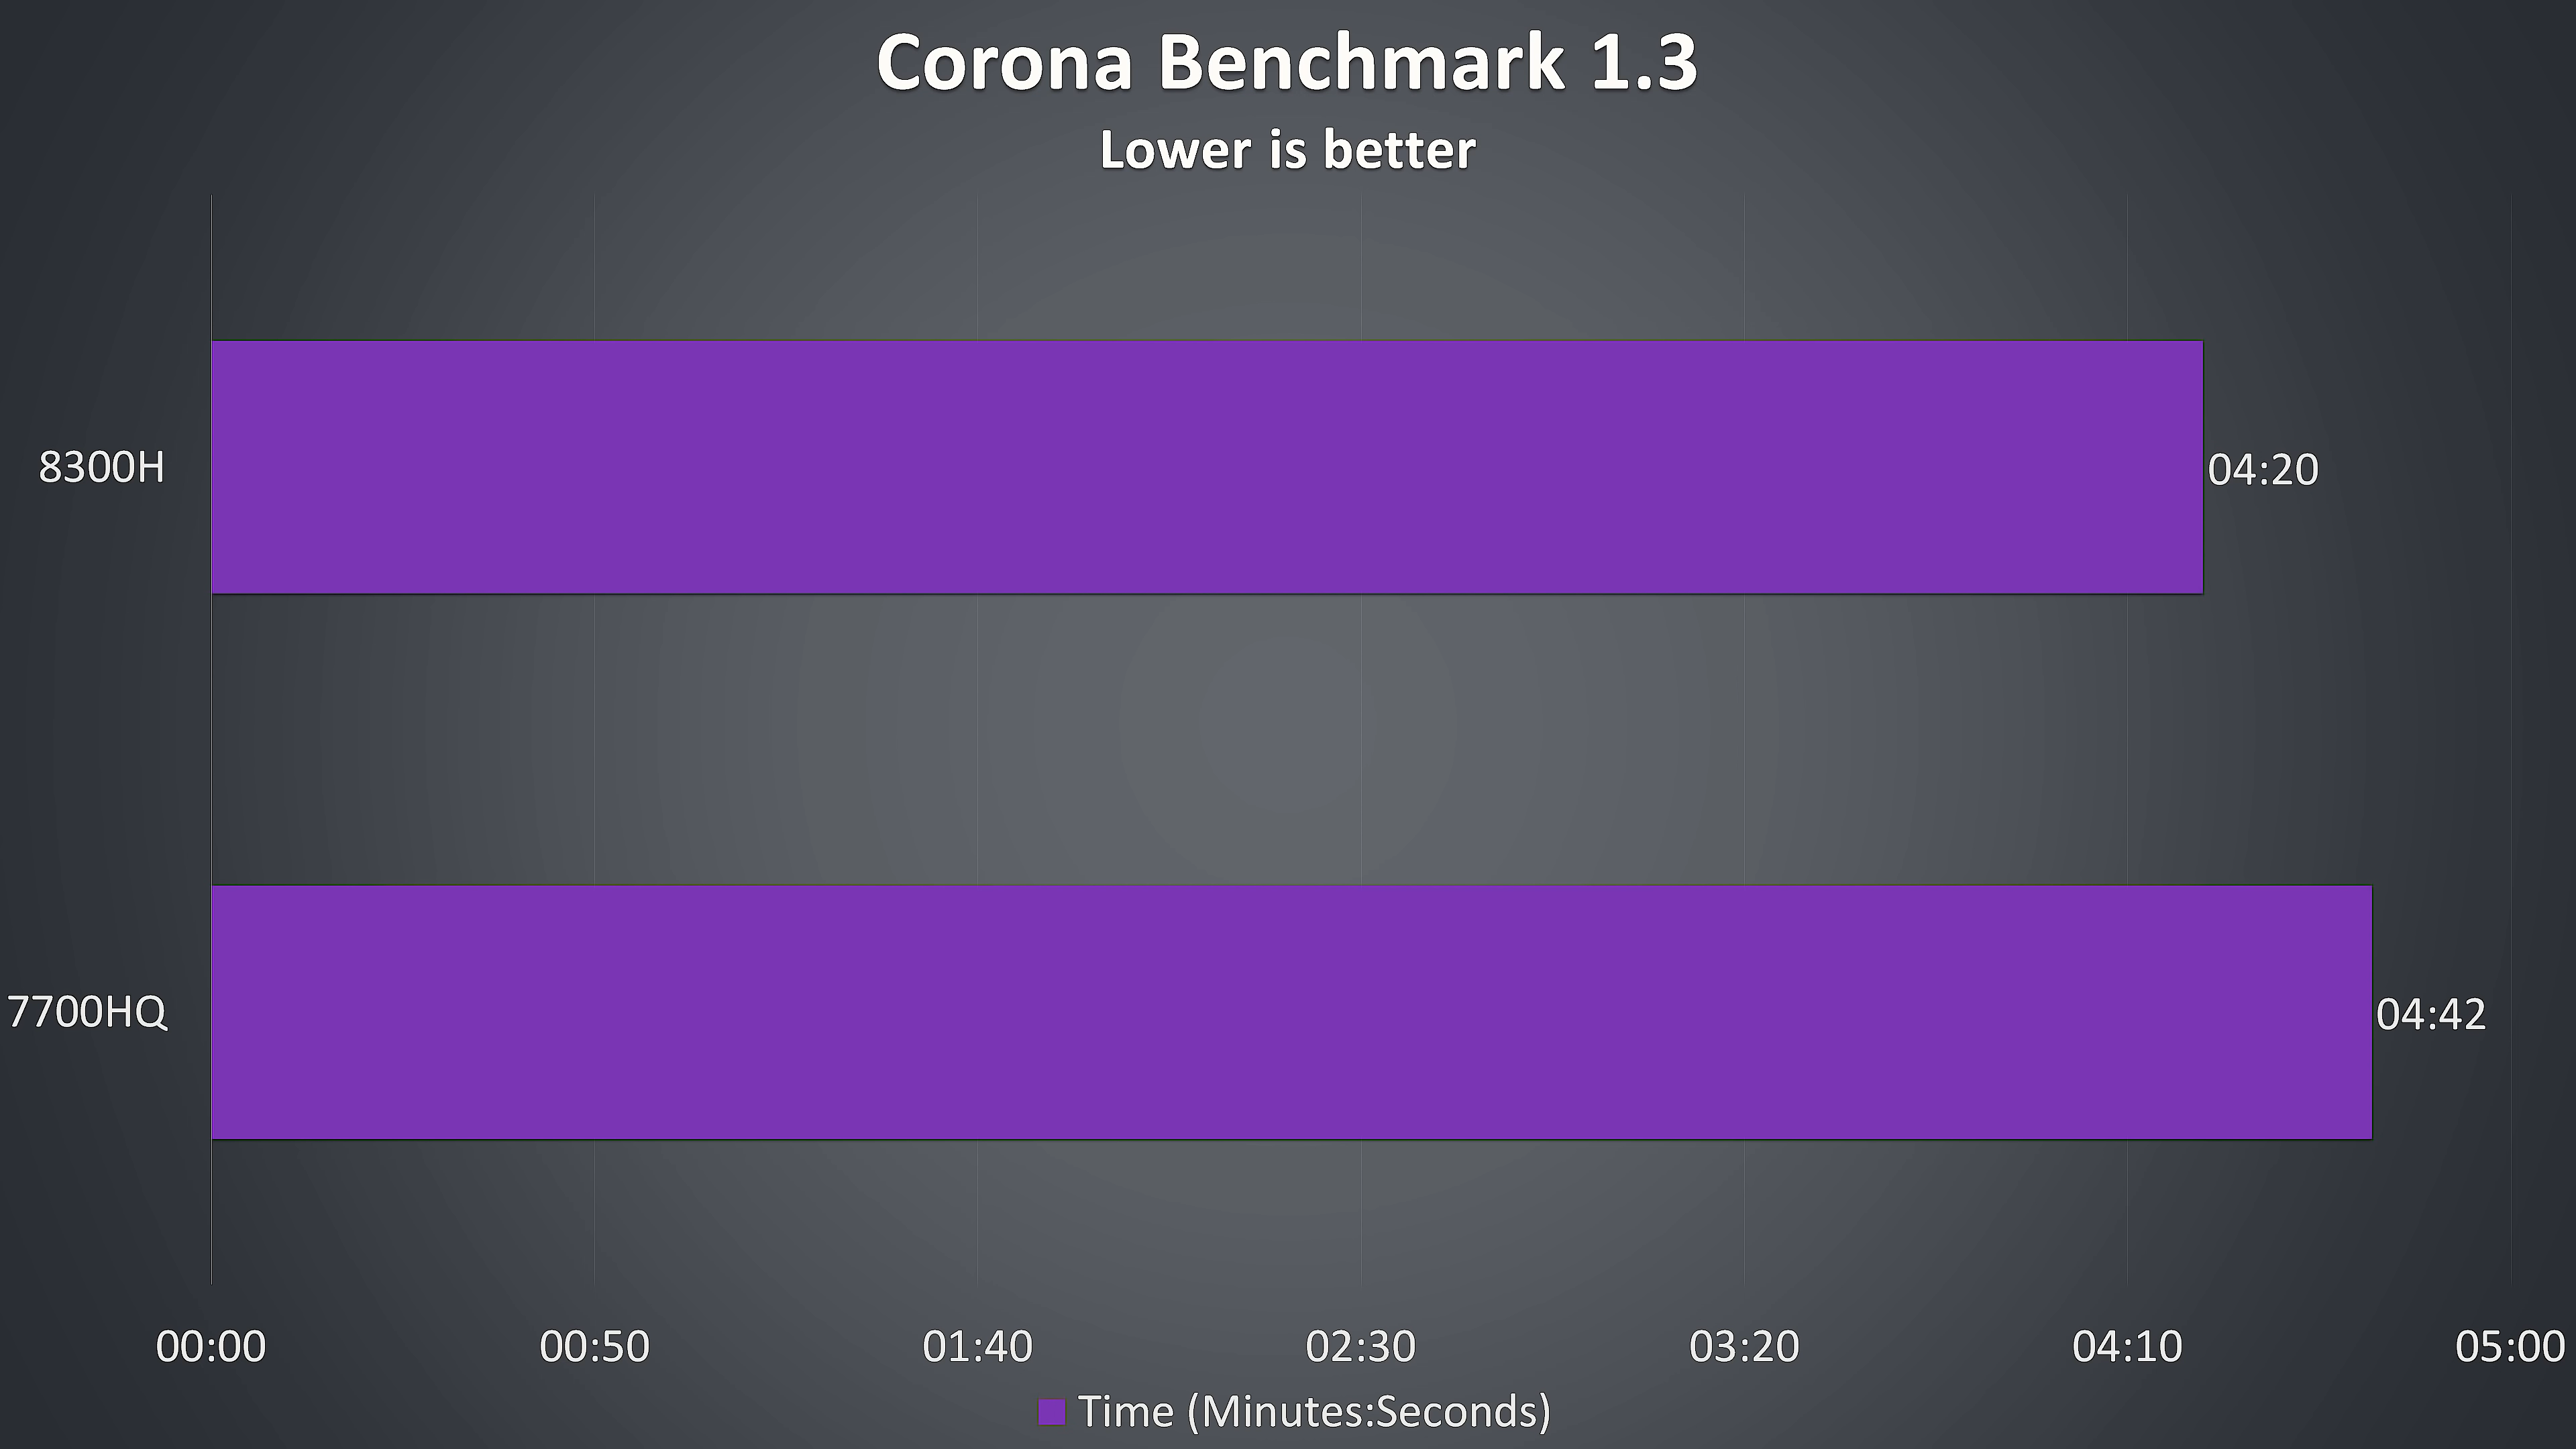 Corona Benchmark 1.3
Lower is better
8300H
04:20
7700HQ
04:42
00:00 00:50 01:40 02:30 03:20 04:10 05:00
Time (Minutes:Seconds)